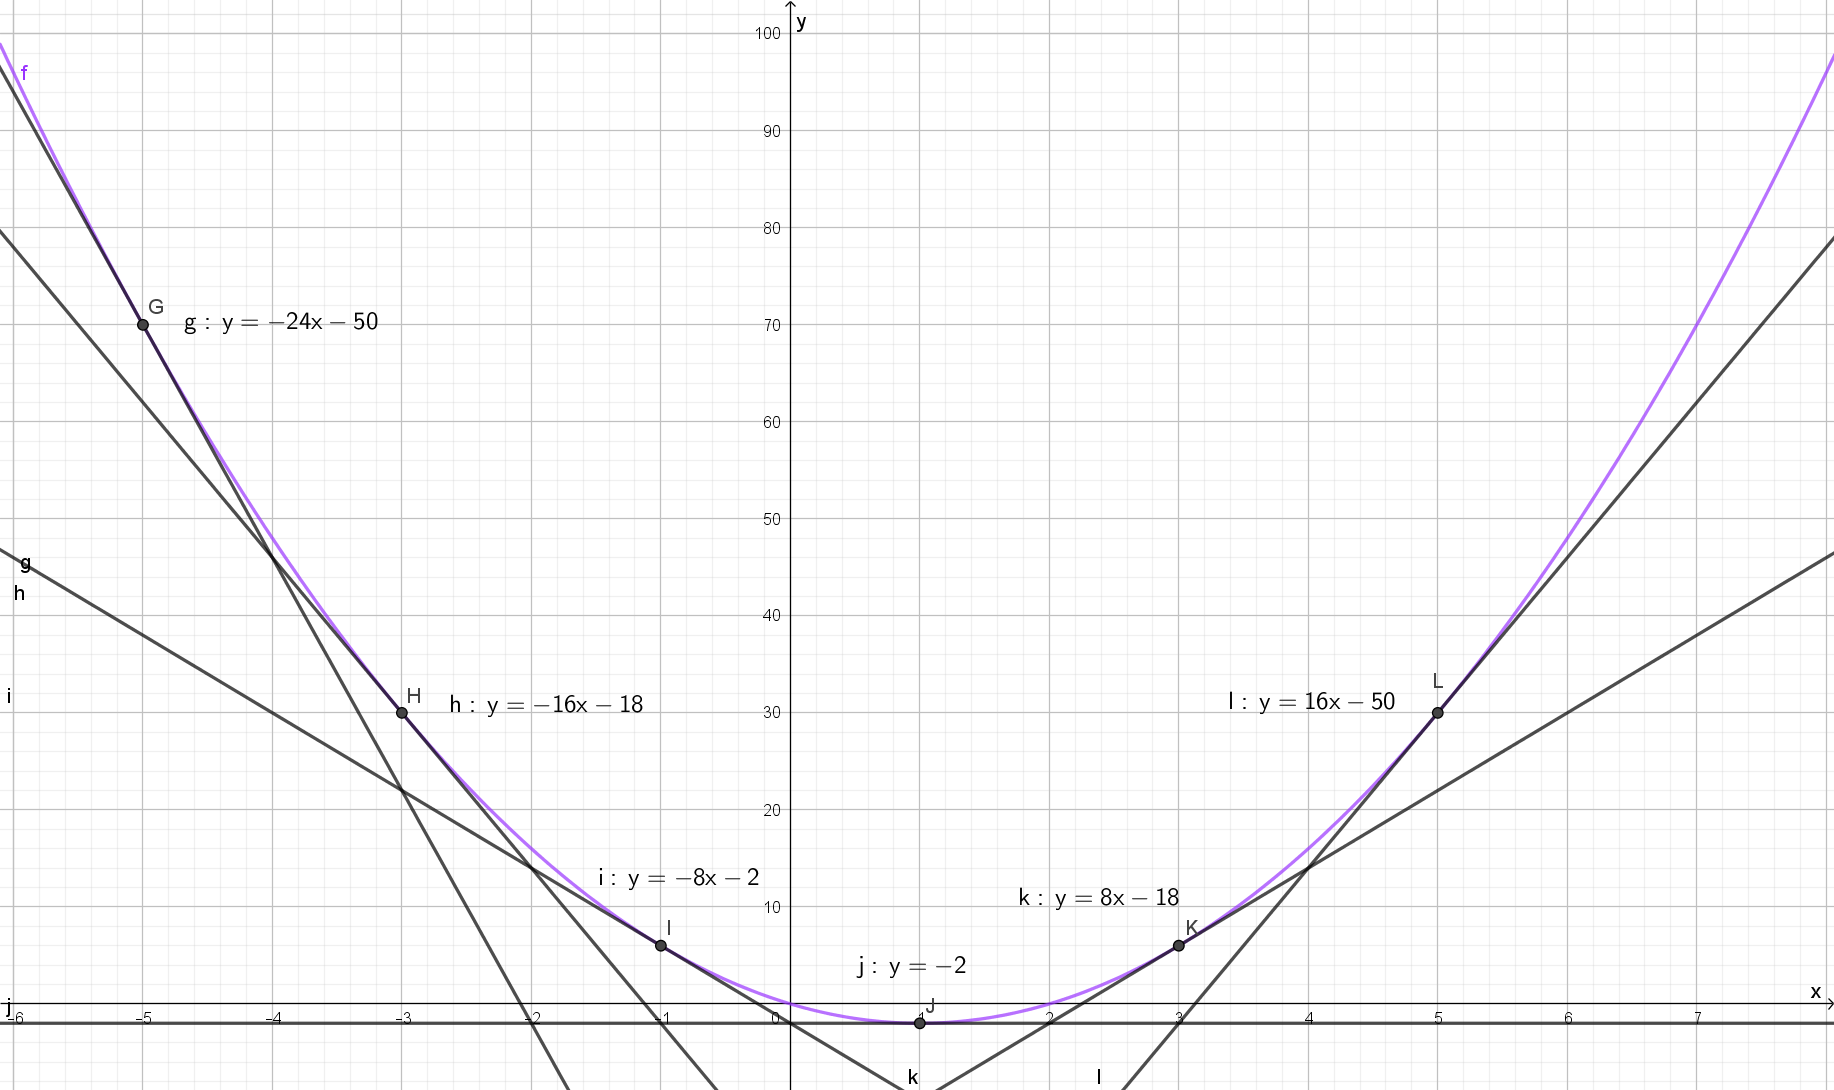 y
100
f
90
80
G
g : y = −24x − 50
70
60
50
g
h
40
H
h : y = −16x − 18
30
L
l : y = 16x − 50
i
20
i : y = −8x − 2
10
k : y = 8x − 18
I
K
j : y = −2
x
j
J
−6 −5 −4 −3 −2 −1 0 1 2 3 4 5 6 7
k
l